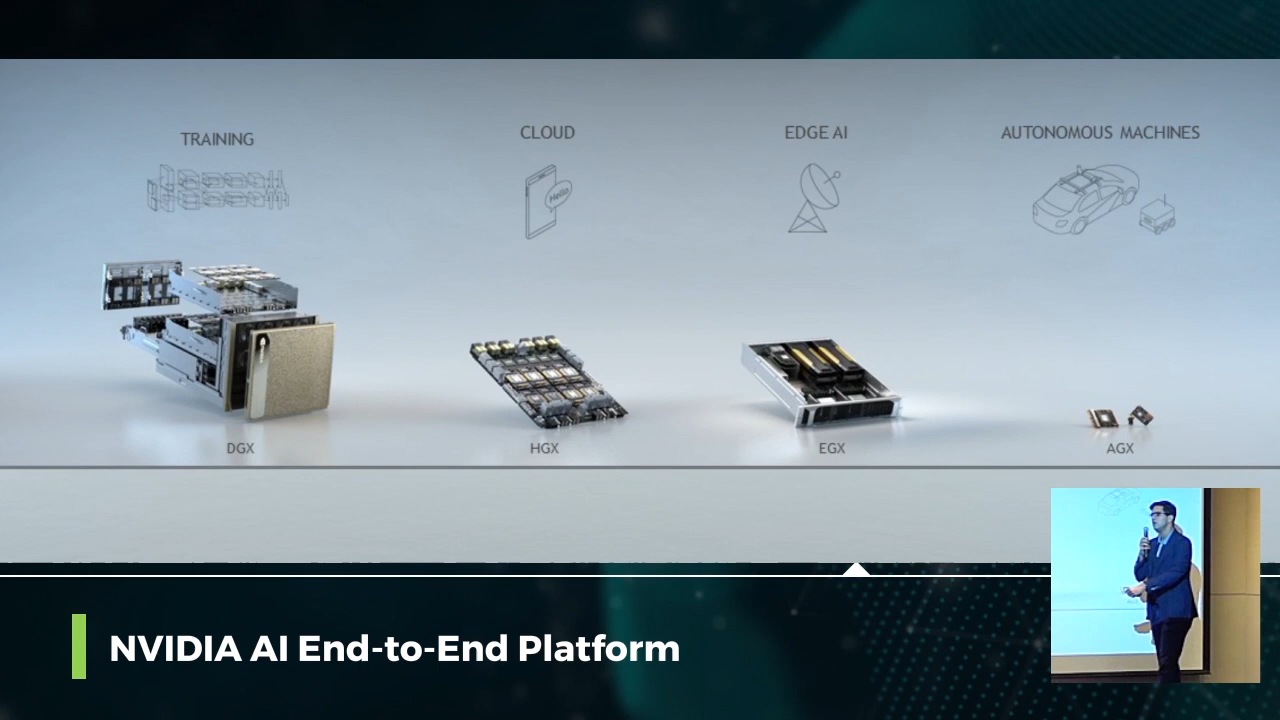 TRAINING
CLOUD
EDGE AI
AUTONOMOUS MACHINES
Hello
DGX
HGX
EGX
AGX
NVIDIA AI End-to-End Platform